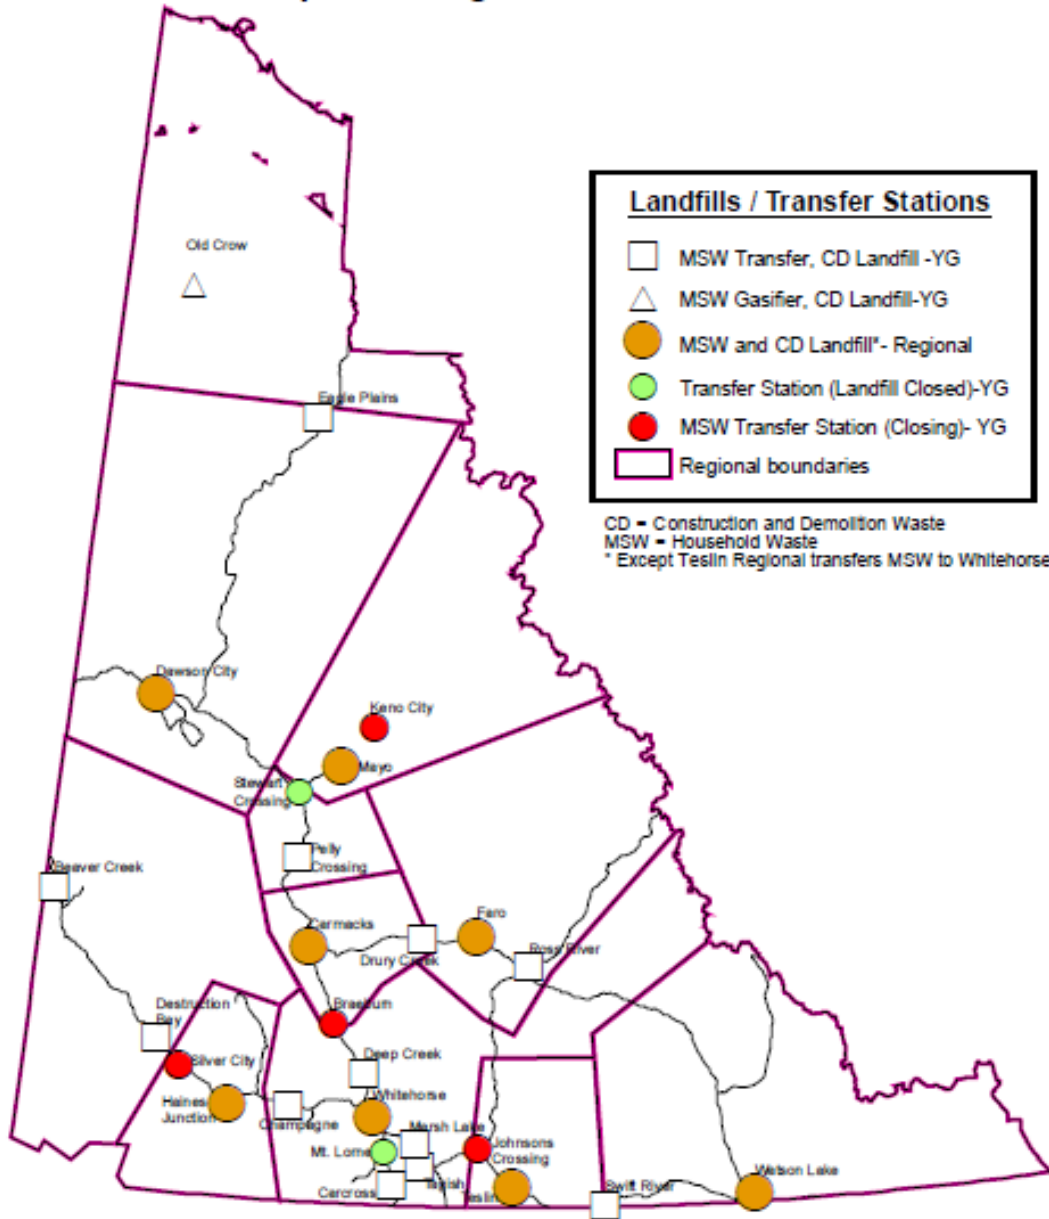 Landfills / Transfer Stations
MSW Transfer, CD Landfill -YG
MSW Gasifier, CD Landfill-YG
MSW and CD Landfill*- Regional
Transfer Station (Landfill Closed)-YG
MSW Transfer Station (Closing)- YG
Regional boundaries
CD = Construction and Demolition Waste
MSW = Household Waste
* Except Teslin Regional transfers MSW to Whitehorse
Old Crow
Eagle Plains
Dawson City
Keno City
Mayo
Stewart
Crossing
Pelly
Crossing
Beaver Creek
Carmacks
Faro
Drury Creek
Ross River
Destruction
Bay
Braeburn
Silver City
Deep Creek
Haines
Junction
Champagne
Whitehorse
Marsh Lake
Mt. Lorne
Johnsons
Crossing
Tagish
Carcross
Teslin
Swift River
Watson Lake